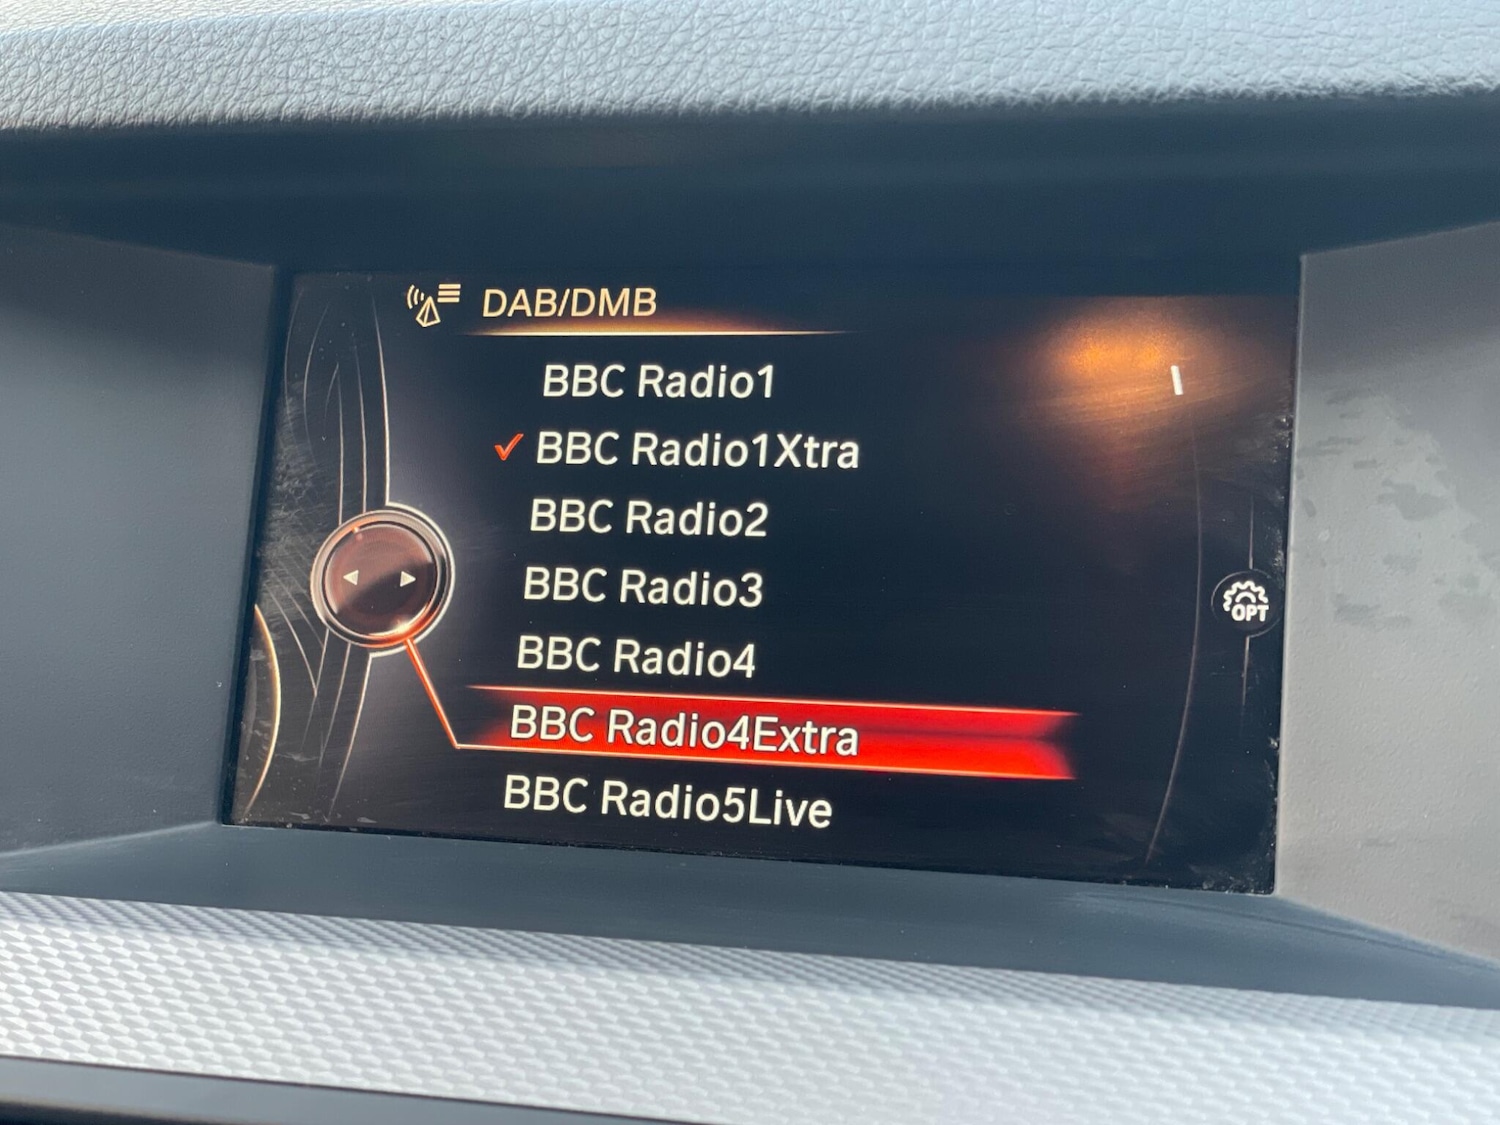 DAB/DMB
BBC Radio1
BBC Radio1Xtra
BBC Radio2
BBC Radio3
BBC Radio4
BBC Radio4Extra
BBC Radio5Live
OPT